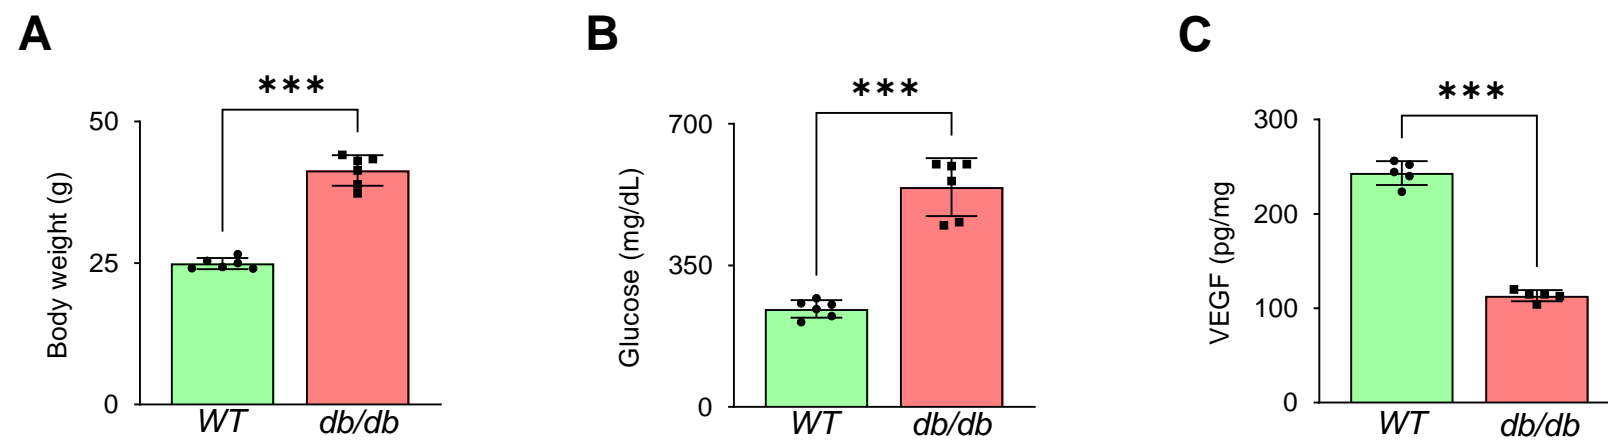 A
B
C
***
***
***
50
25
0
Body weight (g)
WT
db/db
700
350
0
Glucose (mg/dL)
WT
db/db
300
200
100
0
VEGF (pg/mg
WT
db/db